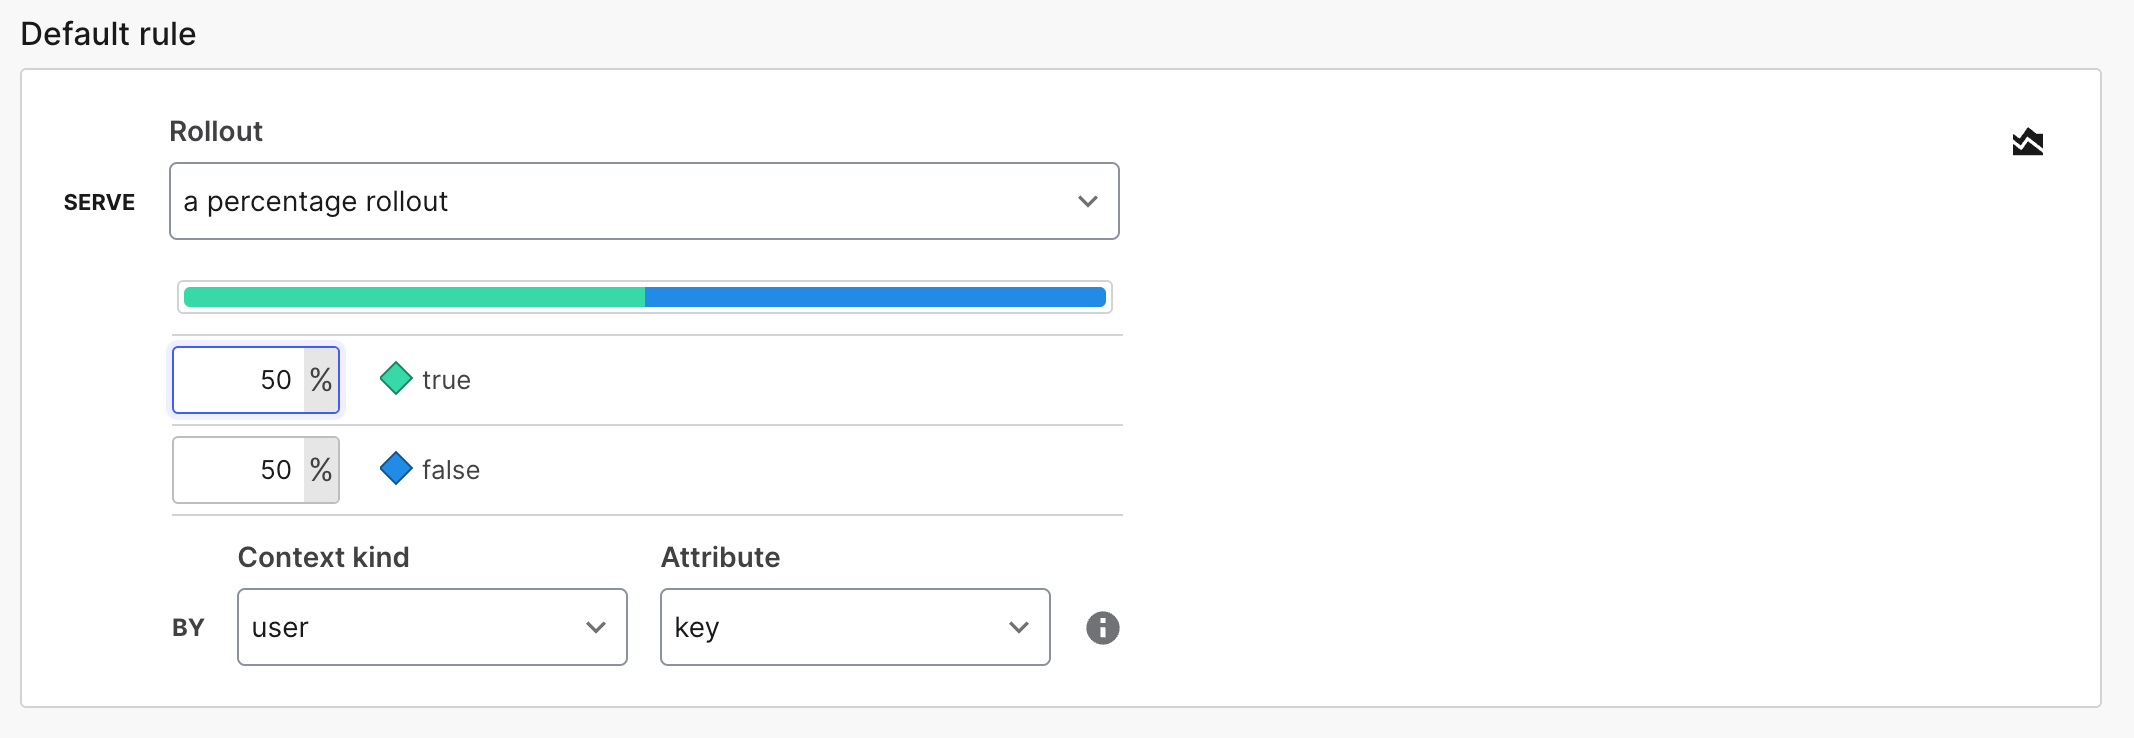 Default rule
Rollout
SERVE
a percentage rollout
50 %
true
50 %
false
Context kind
Attribute
BY
user
key